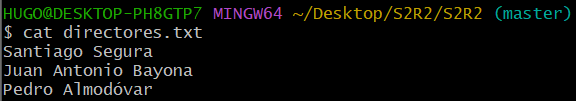 HUGO@DESKTOP-PH8GTP7 MINGW64 ~/Desktop/S2R2/S2R2 (master)
$ cat directores.txt
Santiago Segura
Juan Antonio Bayona
Pedro Almodóvar